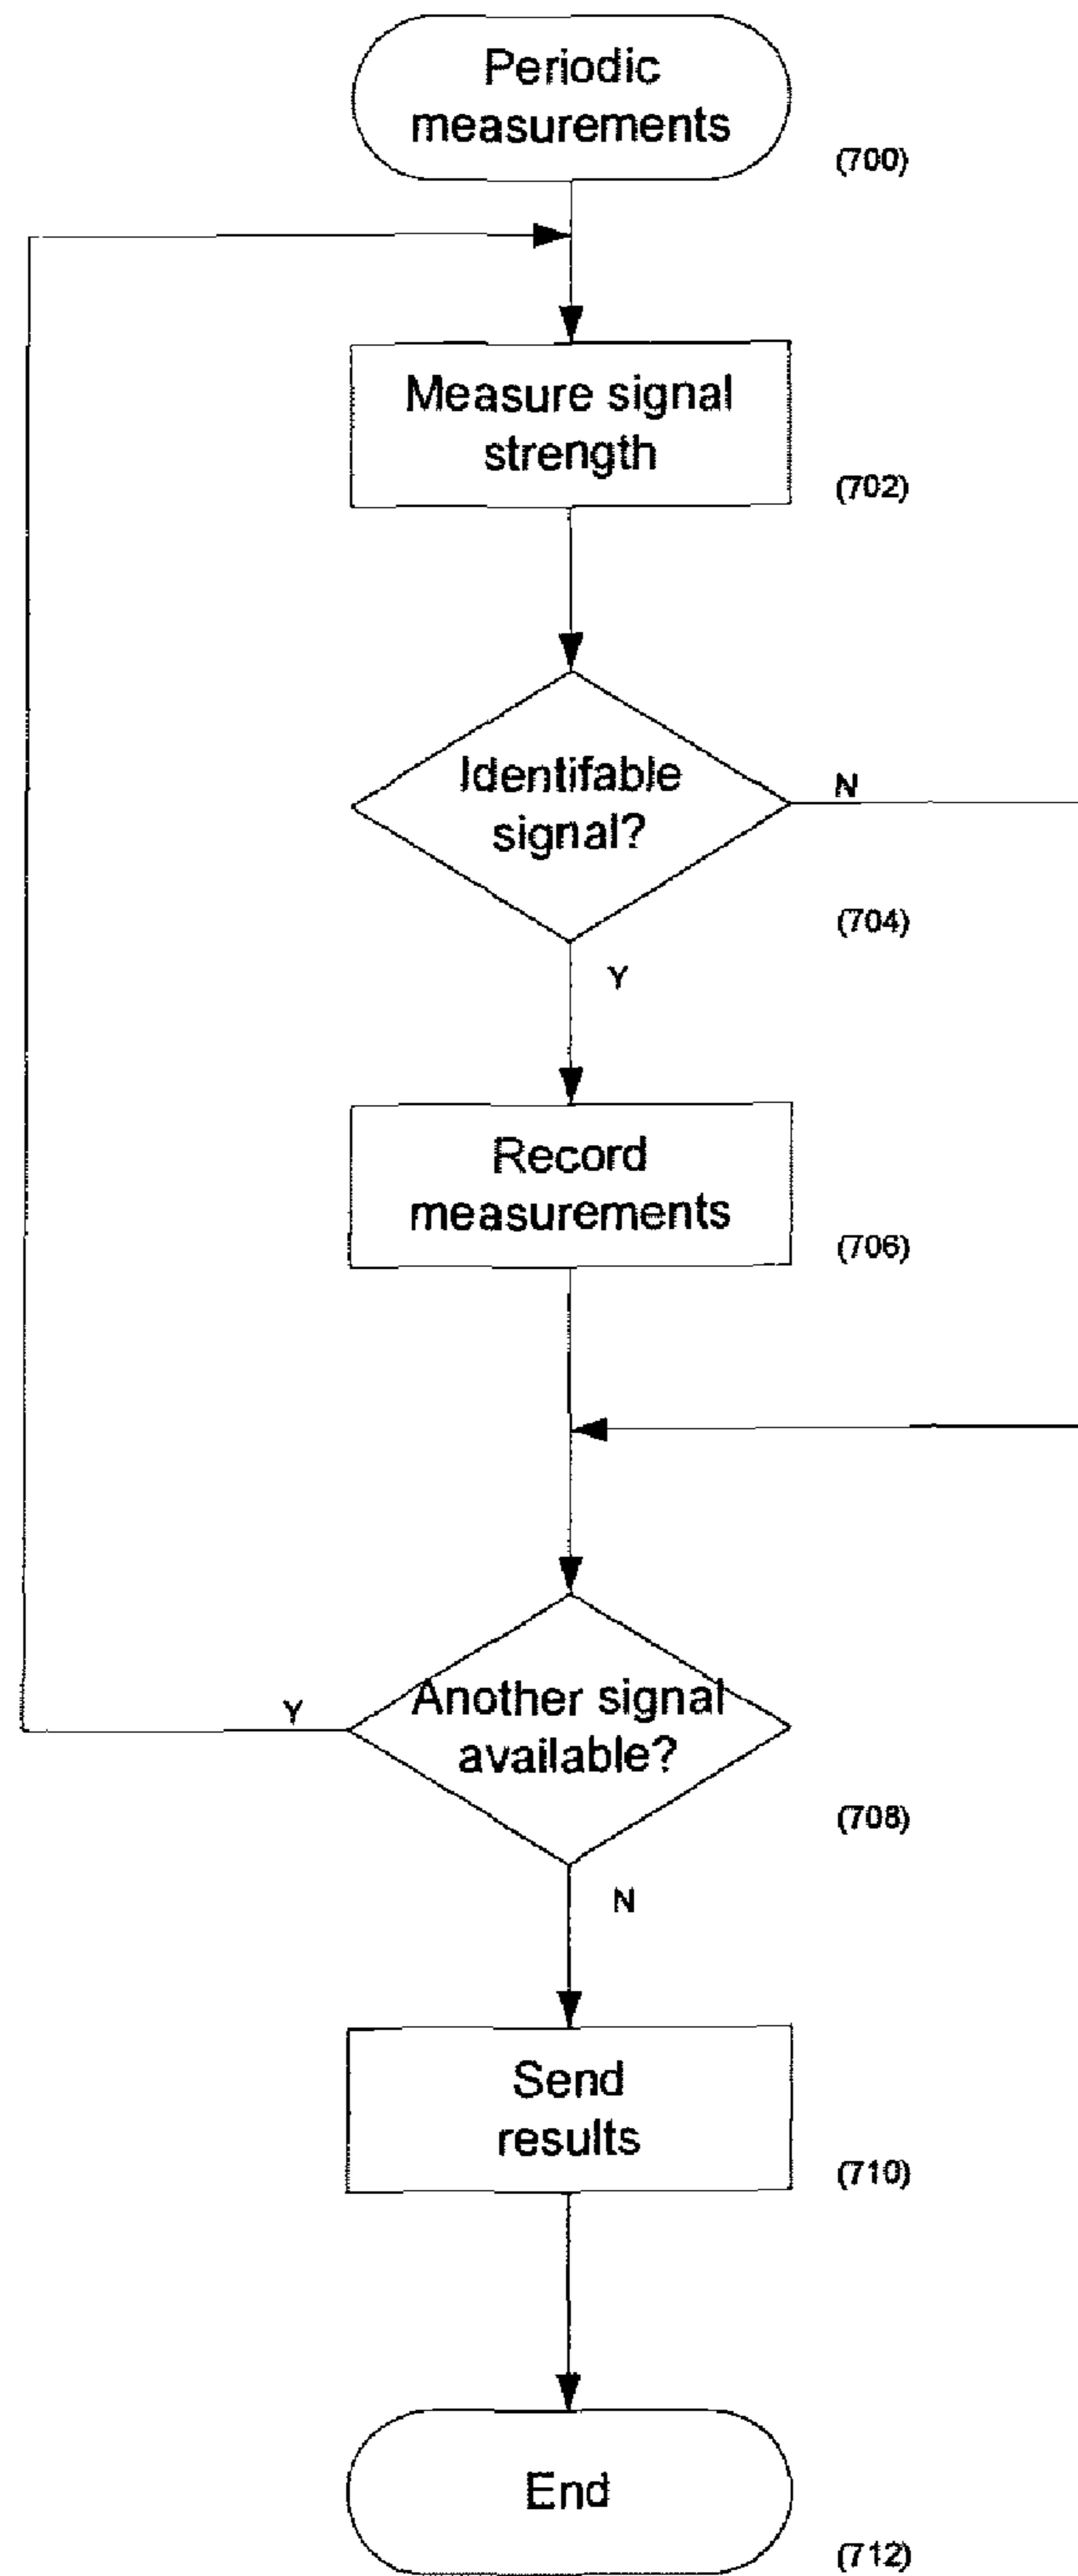 Periodic
measurements
(700)
Measure signal
strength
(702)
Identifable
signal?
N
(704)
Y
Record
measurements
(706)
Another signal
available?
Y
(708)
N
Send
results
(710)
End
(712)